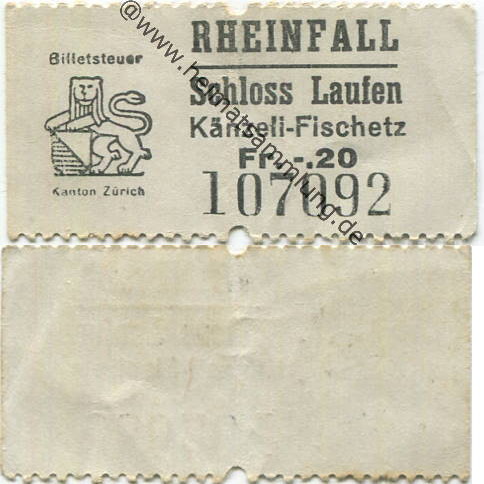 Billetsteuer
Kanton Zürich
RHEINFALL
Schloss Laufen
Känzeli-Fischetz
Fr. -.20
107092
@www.heimatsammlung.de